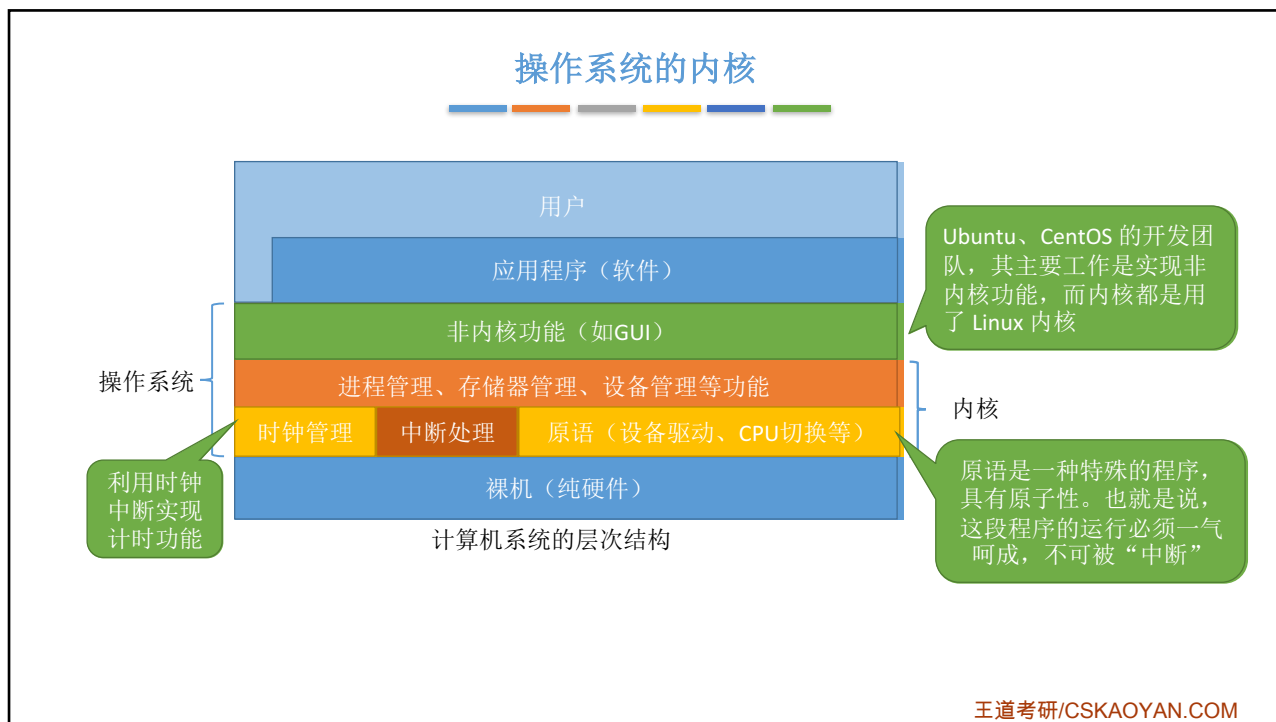 操作系统的内核
用户
应用程序（软件）
非内核功能（如GUI）
进程管理、存储器管理、设备管理等功能
时钟管理
中断处理
原语（设备驱动、CPU切换等）
裸机（纯硬件）
计算机系统的层次结构
操作系统
利用时钟
中断实现
计时功能
Ubuntu、CentOS 的开发团
队，其主要工作是实现非
内核功能，而内核都是用
了 Linux 内核
内核
原语是一种特殊的程序，
具有原子性。也就是说，
这段程序的运行必须一气
呵成，不可被“中断”
王道考研/CSKAOYAN.COM